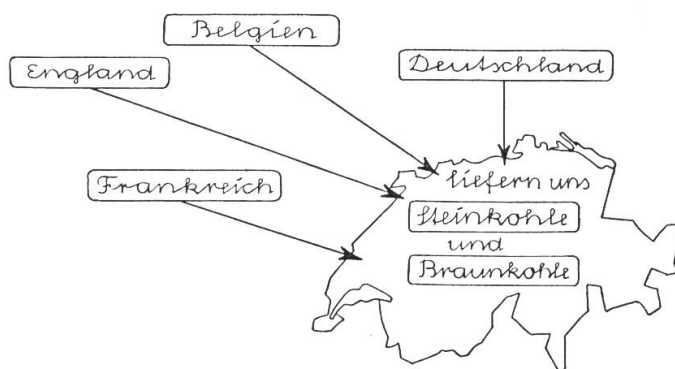 Belgien
England
Deutschland
Frankreich
liefern uns
Steinkohle
und
Braunkohle